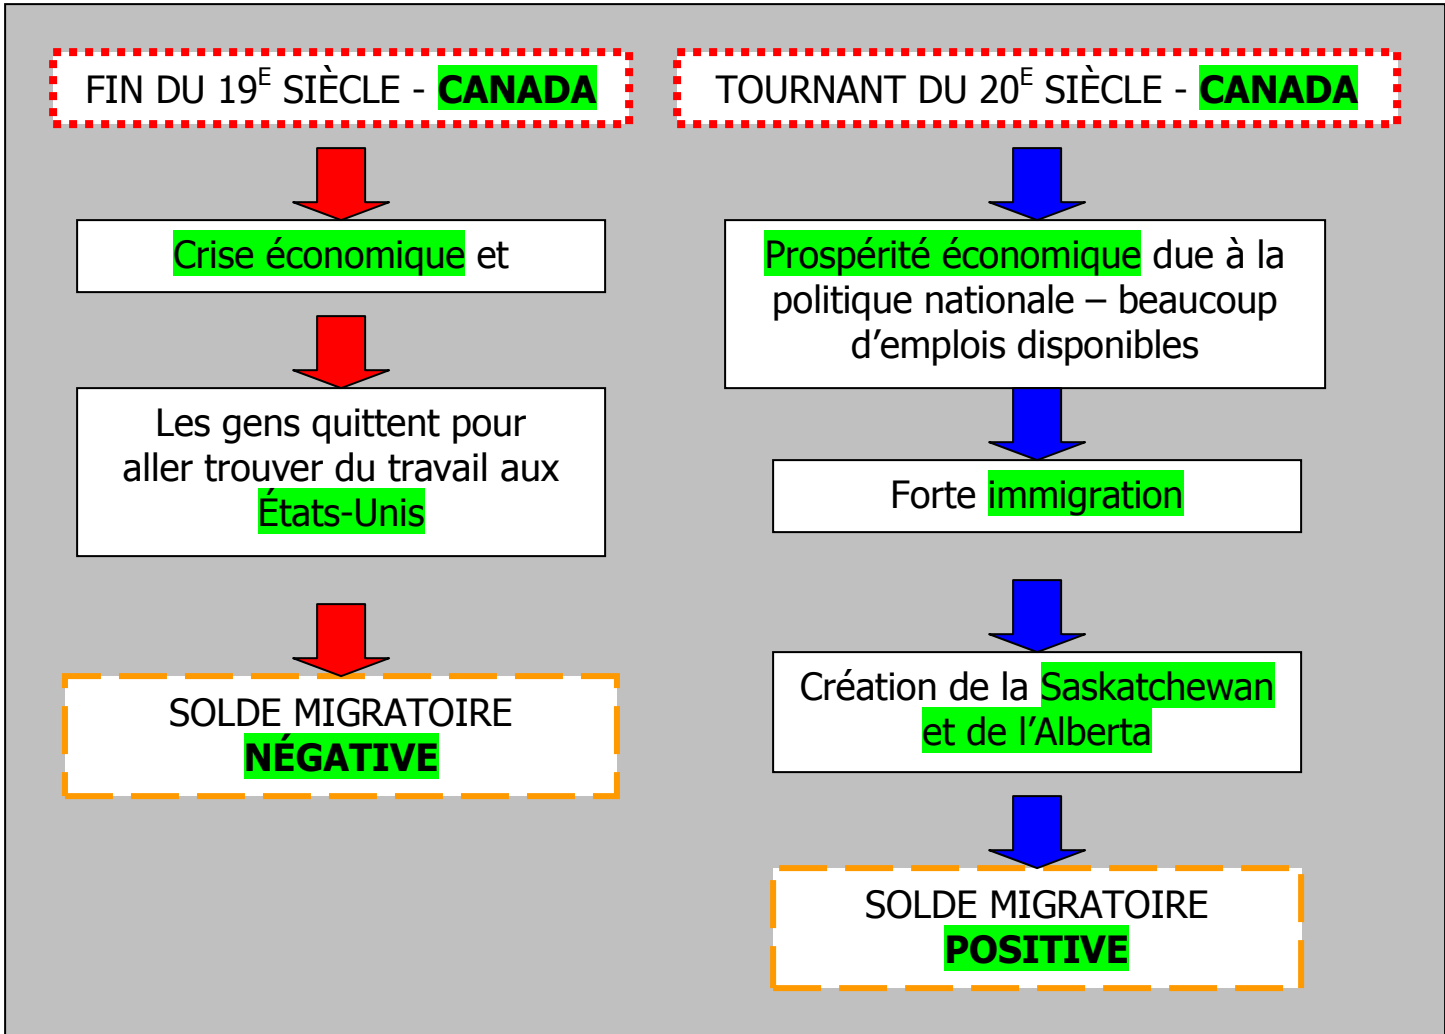 FIN DU 19E SIÈCLE - CANADA
Crise économique et
Les gens quittent pour
aller trouver du travail aux
États-Unis
SOLDE MIGRATOIRE
NÉGATIVE
TOURNANT DU 20E SIÈCLE - CANADA
Prospérité économique due à la
politique nationale – beaucoup
d’emplois disponibles
Forte immigration
Création de la Saskatchewan
et de l’Alberta
SOLDE MIGRATOIRE
POSITIVE